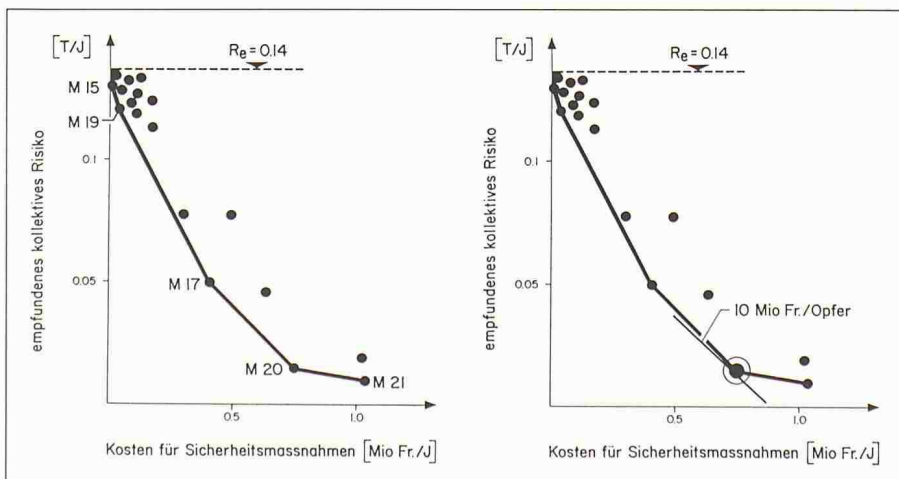 [T/J]
Re = 0.14
M 15
M 19
0.1
M 17
0.05
M 20
M 21
0.5
1.0
empfundenes kollektives Risiko
Kosten für Sicherheitsmassnahmen [Mio Fr./J]
[T/J]
Re = 0.14
0.1
0.05
10 Mio Fr./Opfer
0.5
1.0
empfundenes kollektives Risiko
Kosten für Sicherheitsmassnahmen [Mio Fr./J]